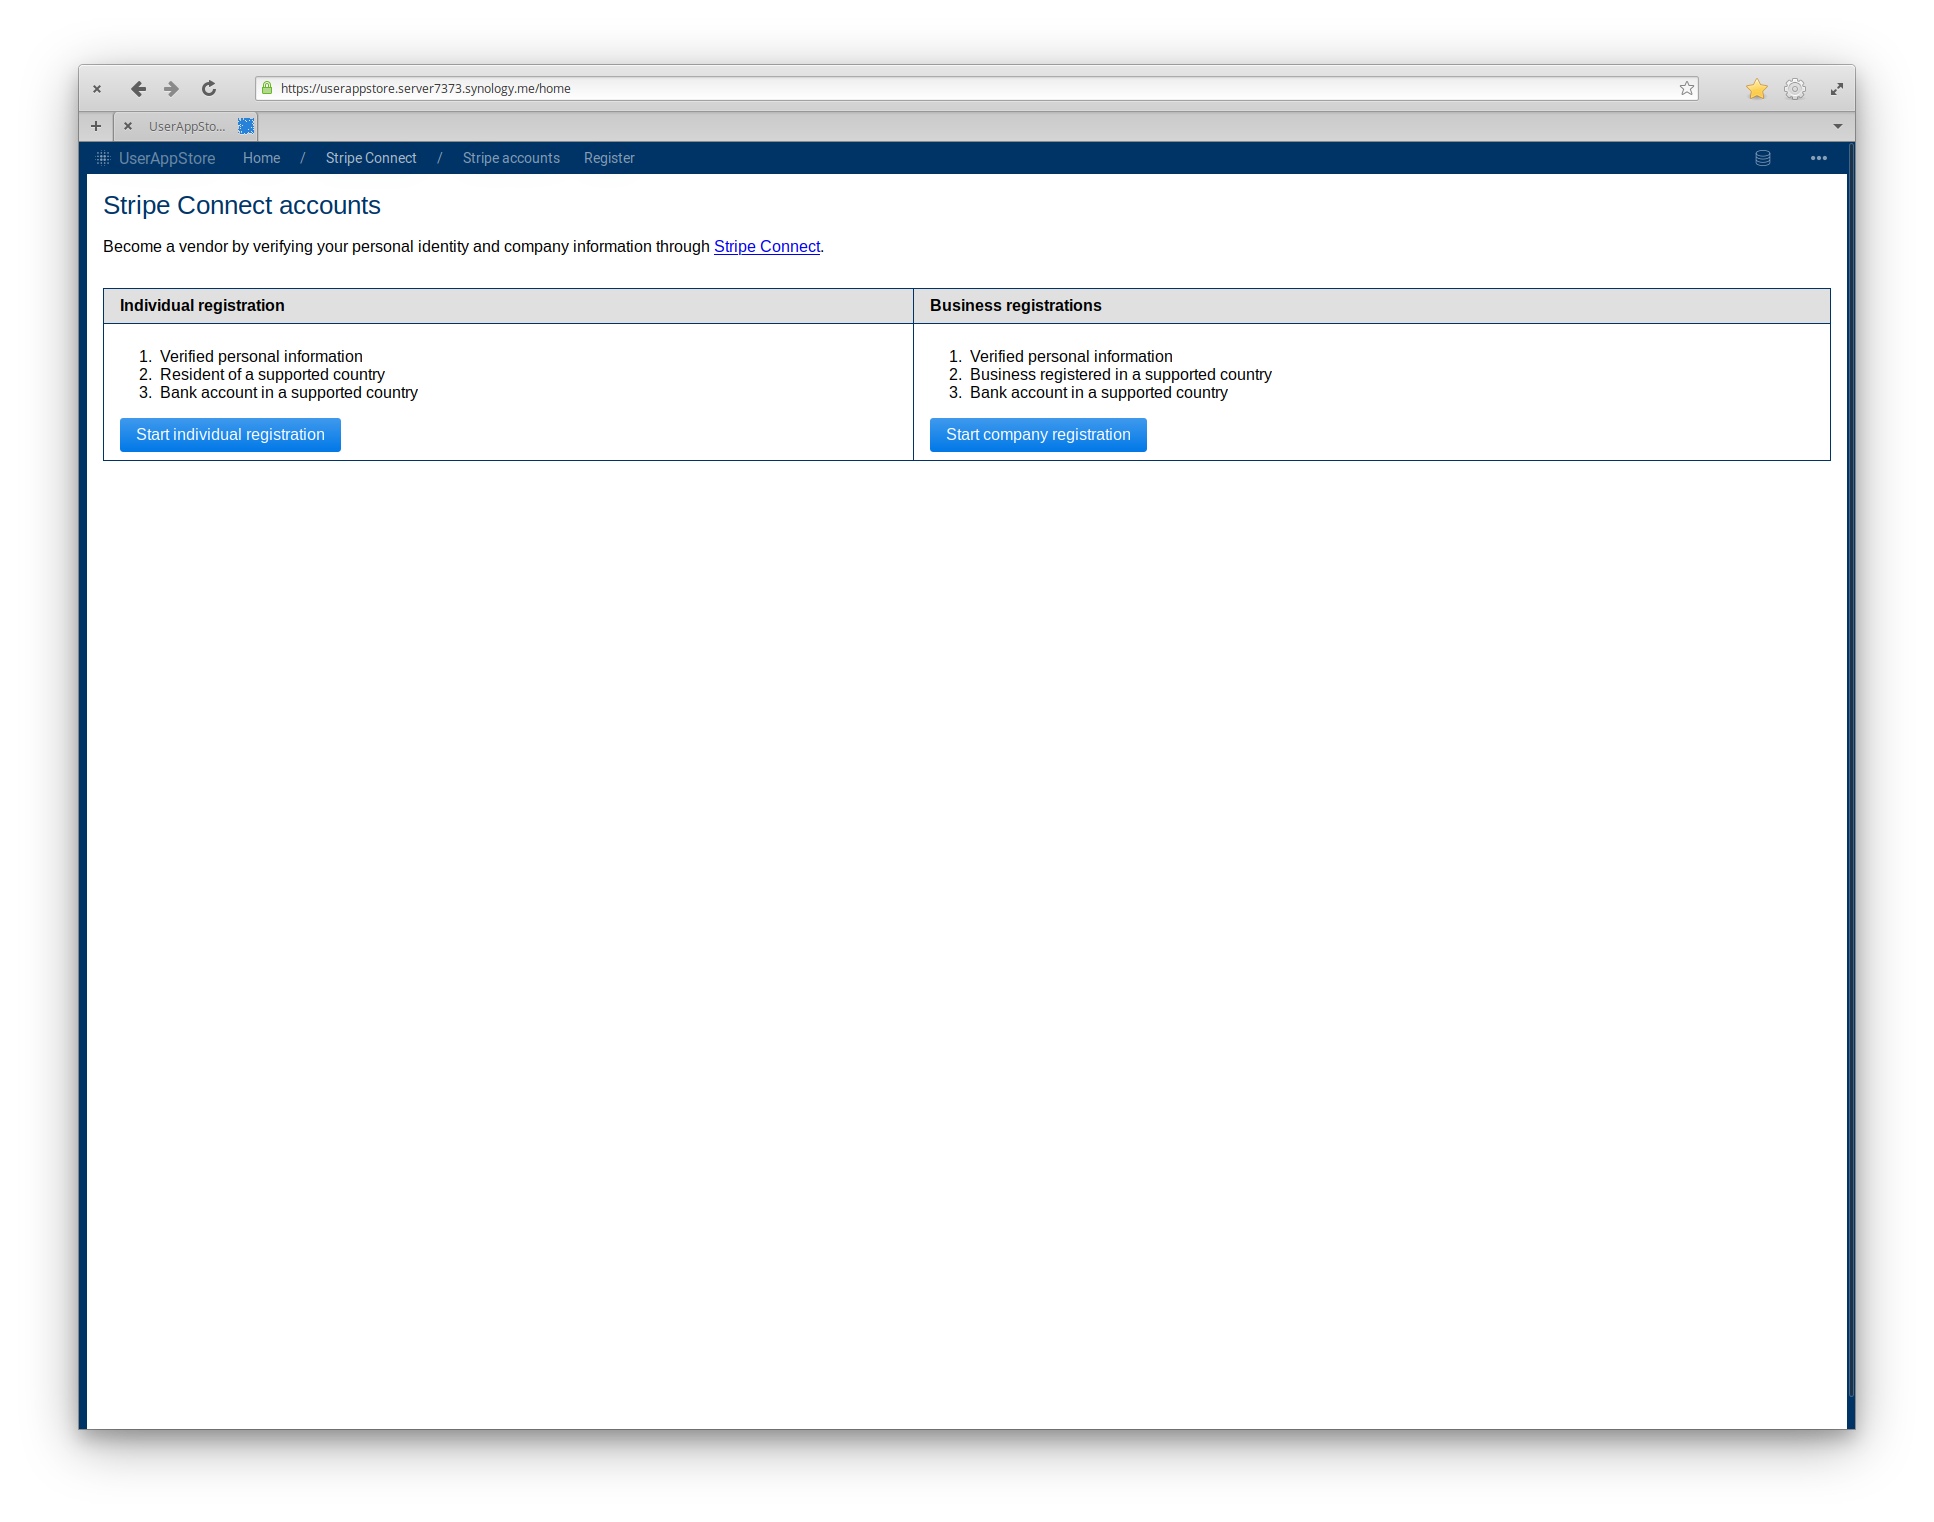 https://userappstore.server7373.synology.me/home
UserAppSto...
UserAppStore Home / Stripe Connect / Stripe accounts Register
Stripe Connect accounts
Become a vendor by verifying your personal identity and company information through Stripe Connect.
Individual registration
1. Verified personal information
2. Resident of a supported country
3. Bank account in a supported country
Start individual registration
Business registrations
1. Verified personal information
2. Business registered in a supported country
3. Bank account in a supported country
Start company registration